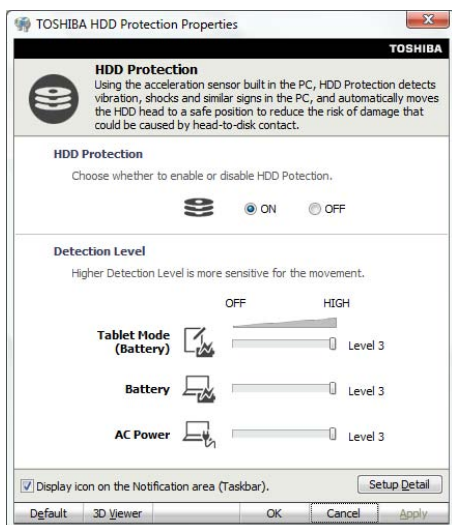 TOSHIBA HDD Protection Properties
TOSHIBA
HDD Protection
Using the acceleration sensor built in the PC, HDD Protection detects
vibration, shocks and similar signs in the PC, and automatically moves
the HDD head to a safe position to reduce the risk of damage that
could be caused by head-to-disk contact.
HDD Protection
Choose whether to enable or disable HDD Potection.
ON OFF
Detection Level
Higher Detection Level is more sensitive for the movement.
OFF HIGH
Tablet Mode
(Battery) Level 3
Battery Level 3
AC Power Level 3
Display icon on the Notification area (Taskbar). Setup Detail
Default 3D Viewer OK Cancel Apply